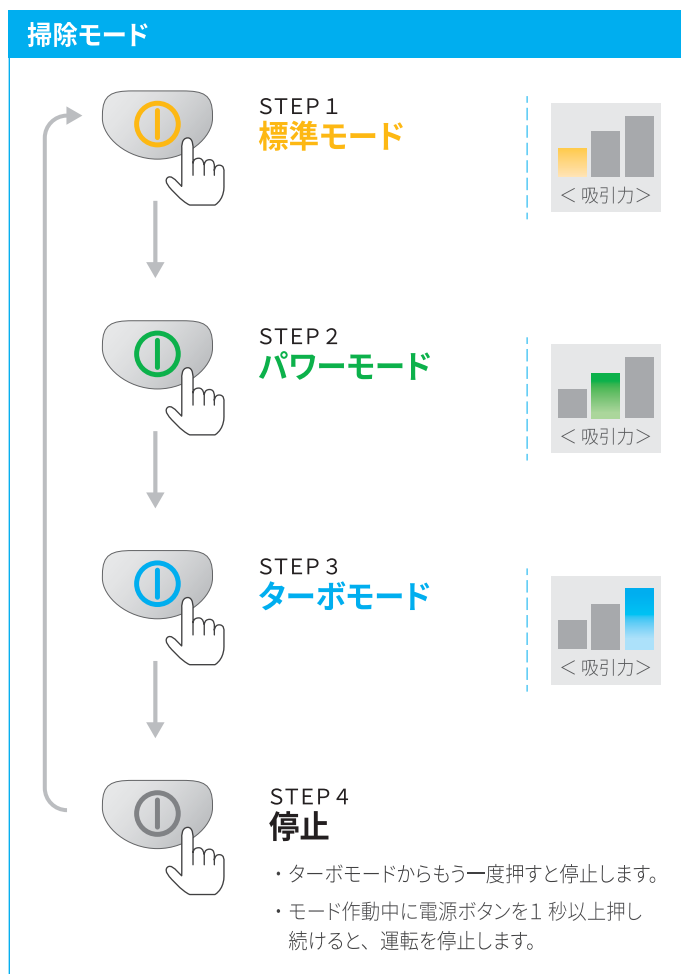 掃除モード
STEP 1
標準モード
＜ 吸引力＞
STEP 2
パワーモード
＜ 吸引力＞
STEP 3
ターボモード
＜ 吸引力＞
STEP 4
停止
・ターボモードからもう一度押すと停止します。
・モード作動中に電源ボタンを1 秒以上押し
続けると、運転を停止します。